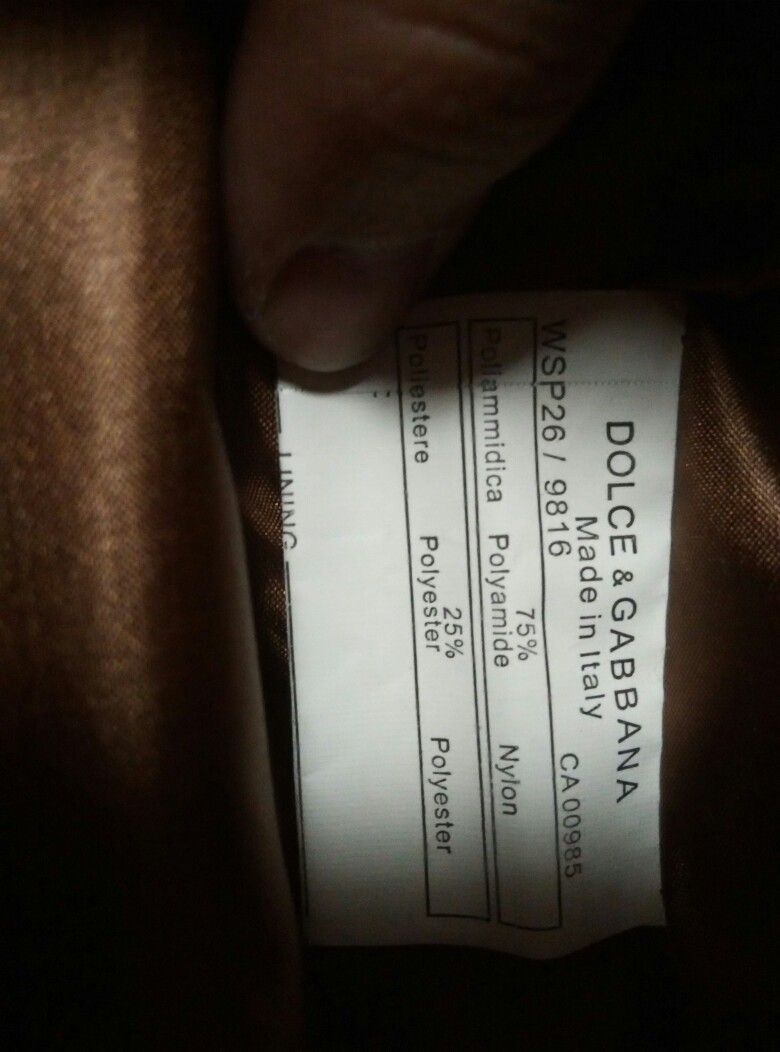 DOLCE & GABBANA
Made in Italy
WSP26 / 9816 CA00985
75%
Poliammidica Polyamide Nylon
25%
Poliestere Polyester Polyester
:
LINING